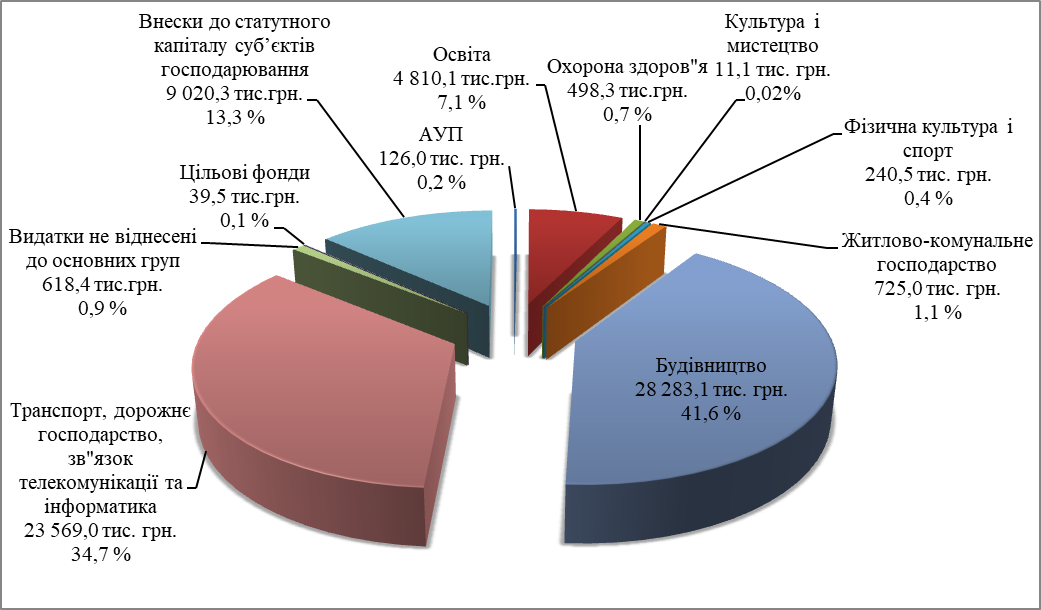 Внески до статутного
капіталу суб’єктів
господарювання
9 020,3 тис.грн.
13,3 %
Освіта
4 810,1 тис.грн.
7,1 %
Охорона здоров"я
498,3 тис.грн.
0,7 %
Культура і
мистецтво
11,1 тис. грн.
0,02%
АУП
126,0 тис. грн.
0,2 %
Фізична культура і
спорт
240,5 тис. грн.
0,4 %
Цільові фонди
39,5 тис.грн.
0,1 %
Видатки не віднесені
до основних груп
618,4 тис.грн.
0,9 %
Житлово-комунальне
господарство
725,0 тис. грн.
1,1 %
Будівництво
28 283,1 тис. грн.
41,6 %
Транспорт, дорожнє
господарство,
зв"язок
телекомунікації та
інформатика
23 569,0 тис. грн.
34,7 %